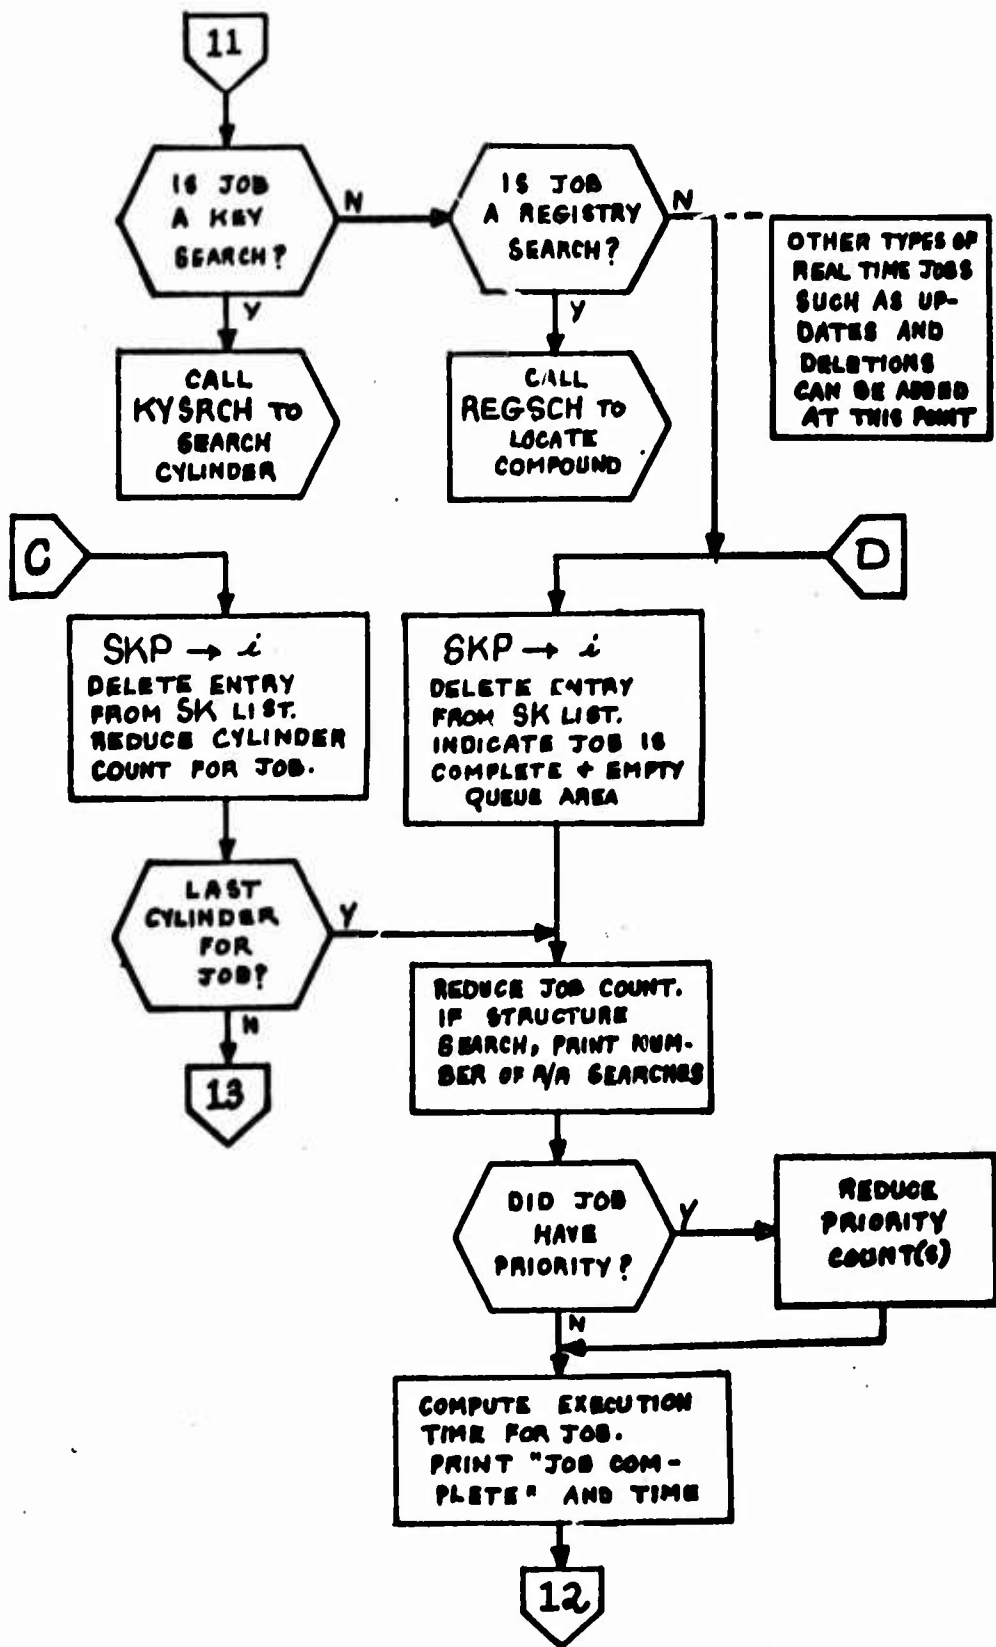 11
IS JOB
A KEY
SEARCH?
N
Y
IS JOB
A REGISTRY
SEARCH?
N
Y
OTHER TYPES OF
REAL TIME JOBS
SUCH AS UP-
DATES AND
DELETIONS
CAN BE ADDED
AT THIS POINT
CALL
KYSRCH TO
SEARCH
CYLINDER
CALL
REGSCH TO
LOCATE
COMPOUND
C
D
SKP → i
DELETE ENTRY
FROM SK LIST.
REDUCE CYLINDER
COUNT FOR JOB.
SKP → i
DELETE ENTRY
FROM SK LIST.
INDICATE JOB IS
COMPLETE + EMPTY
QUEUE AREA
LAST
CYLINDER
FOR
JOB?
Y
N
13
REDUCE JOB COUNT.
IF STRUCTURE
SEARCH, PRINT NUM-
BER OF A/A SEARCHES
DID JOB
HAVE
PRIORITY?
Y
N
REDUCE
PRIORITY
COUNT(S)
COMPUTE EXECUTION
TIME FOR JOB.
PRINT "JOB COM-
PLETE" AND TIME
12